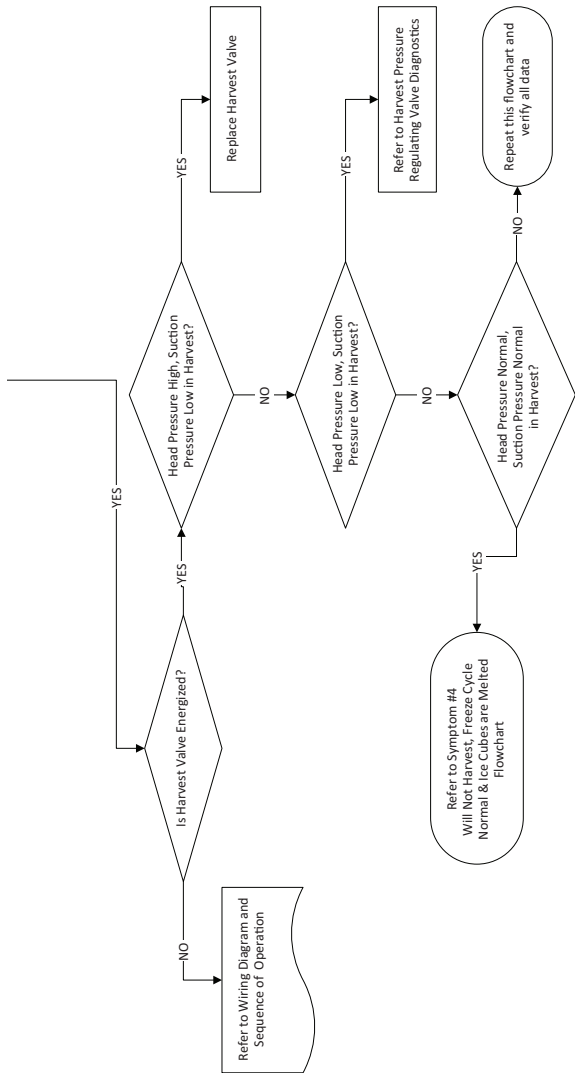 YES
Is Harvest Valve Energized?
NO
Refer to Wiring Diagram and
Sequence of Operation
YES
Head Pressure High, Suction
Pressure Low in Harvest?
YES
Replace Harvest Valve
NO
Head Pressure Low, Suction
Pressure Low in Harvest?
YES
Refer to Harvest Pressure
Regulating Valve Diagnostics
NO
Head Pressure Normal,
Suction Pressure Normal
in Harvest?
YES
Refer to Symptom #4
Will Not Harvest, Freeze Cycle
Normal & Ice Cubes are Melted
Flowchart
NO
Repeat this flowchart and
verify all data